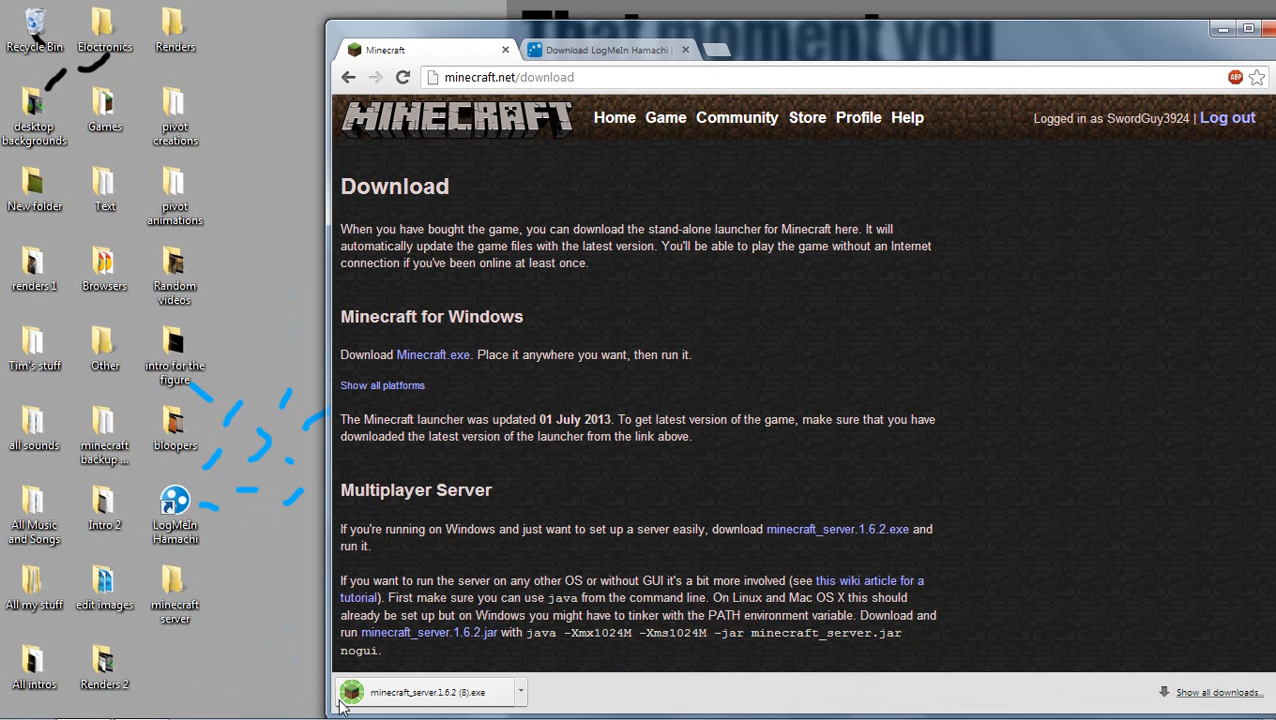 That moment you
Recycle Bin
Eloctronics
Renders
desktop backgrounds
Games
pivot creations
New folder
Text
pivot animations
renders 1
Browsers
Random videos
Tim's stuff
Other
intro for the figure
all sounds
minecraft backup ...
bloopers
All Music and Songs
Intro 2
LogMeIn Hamachi
All my stuff
edit images
minecraft server
All intros
Renders 2
Minecraft
Download LogMeIn Hamachi |
minecraft.net/download
ABP
MINECRAFT
Home Game Community Store Profile Help
Logged in as SwordGuy3924 | Log out
Download
When you have bought the game, you can download the stand-alone launcher for Minecraft here. It will
automatically update the game files with the latest version. You'll be able to play the game without an Internet
connection if you've been online at least once.
Minecraft for Windows
Download Minecraft.exe. Place it anywhere you want, then run it.
Show all platforms
The Minecraft launcher was updated 01 July 2013. To get latest version of the game, make sure that you have
downloaded the latest version of the launcher from the link above.
Multiplayer Server
If you're running on Windows and just want to set up a server easily, download minecraft_server.1.6.2.exe and
run it.
If you want to run the server on any other OS or without GUI it's a bit more involved (see this wiki article for a
tutorial). First make sure you can use java from the command line. On Linux and Mac OS X this should
already be set up but on Windows you might have to tinker with the PATH environment variable. Download and
run minecraft_server.1.6.2.jar with java -Xmx1024M -Xms1024M -jar minecraft_server.jar
nogui.
minecraft_server.1.6.2 (8).exe
Show all downloads...